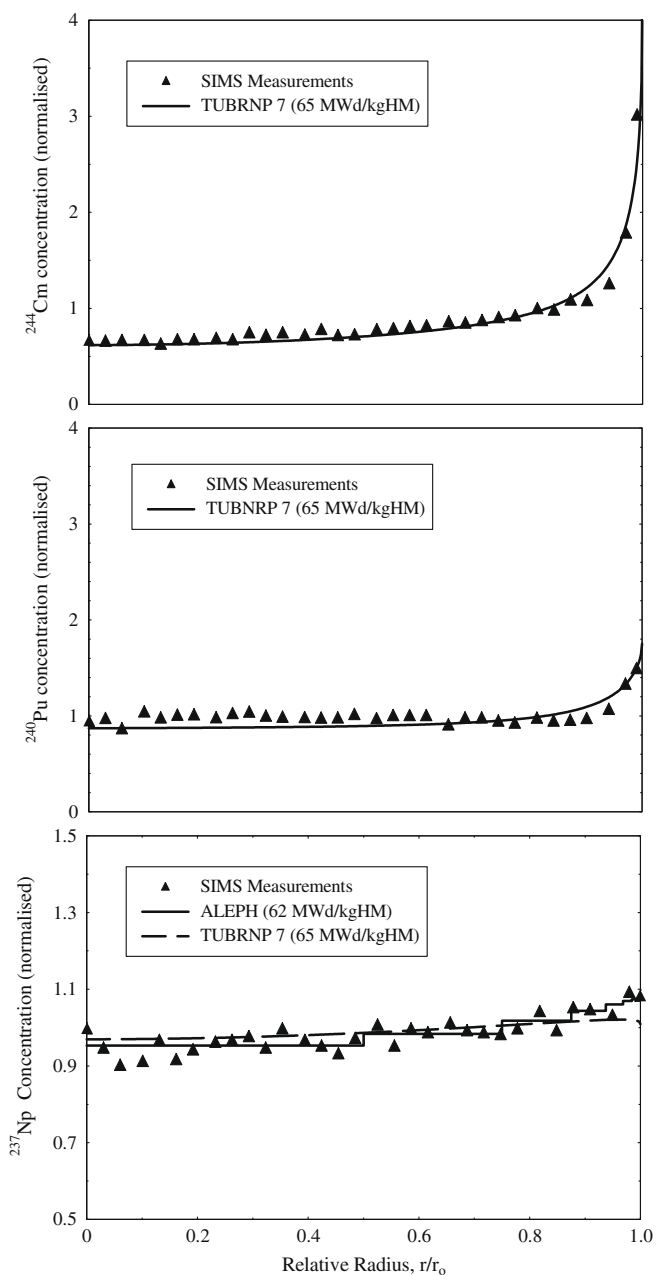 4
SIMS Measurements
TUBRNP 7 (65 MWd/kgHM)
3
2
1
0
244Cm concentration (normalised)
4
SIMS Measurements
TUBNRP 7 (65 MWd/kgHM)
3
2
1
0
240Pu concentration (normalised)
1.5
SIMS Measurements
ALEPH (62 MWd/kgHM)
TUBRNP 7 (65 MWd/kgHM)
1.3
1.1
0.9
0.7
0.5
237Np Concentration (normalised)
0 0.2 0.4 0.6 0.8 1.0
Relative Radius, r/ro